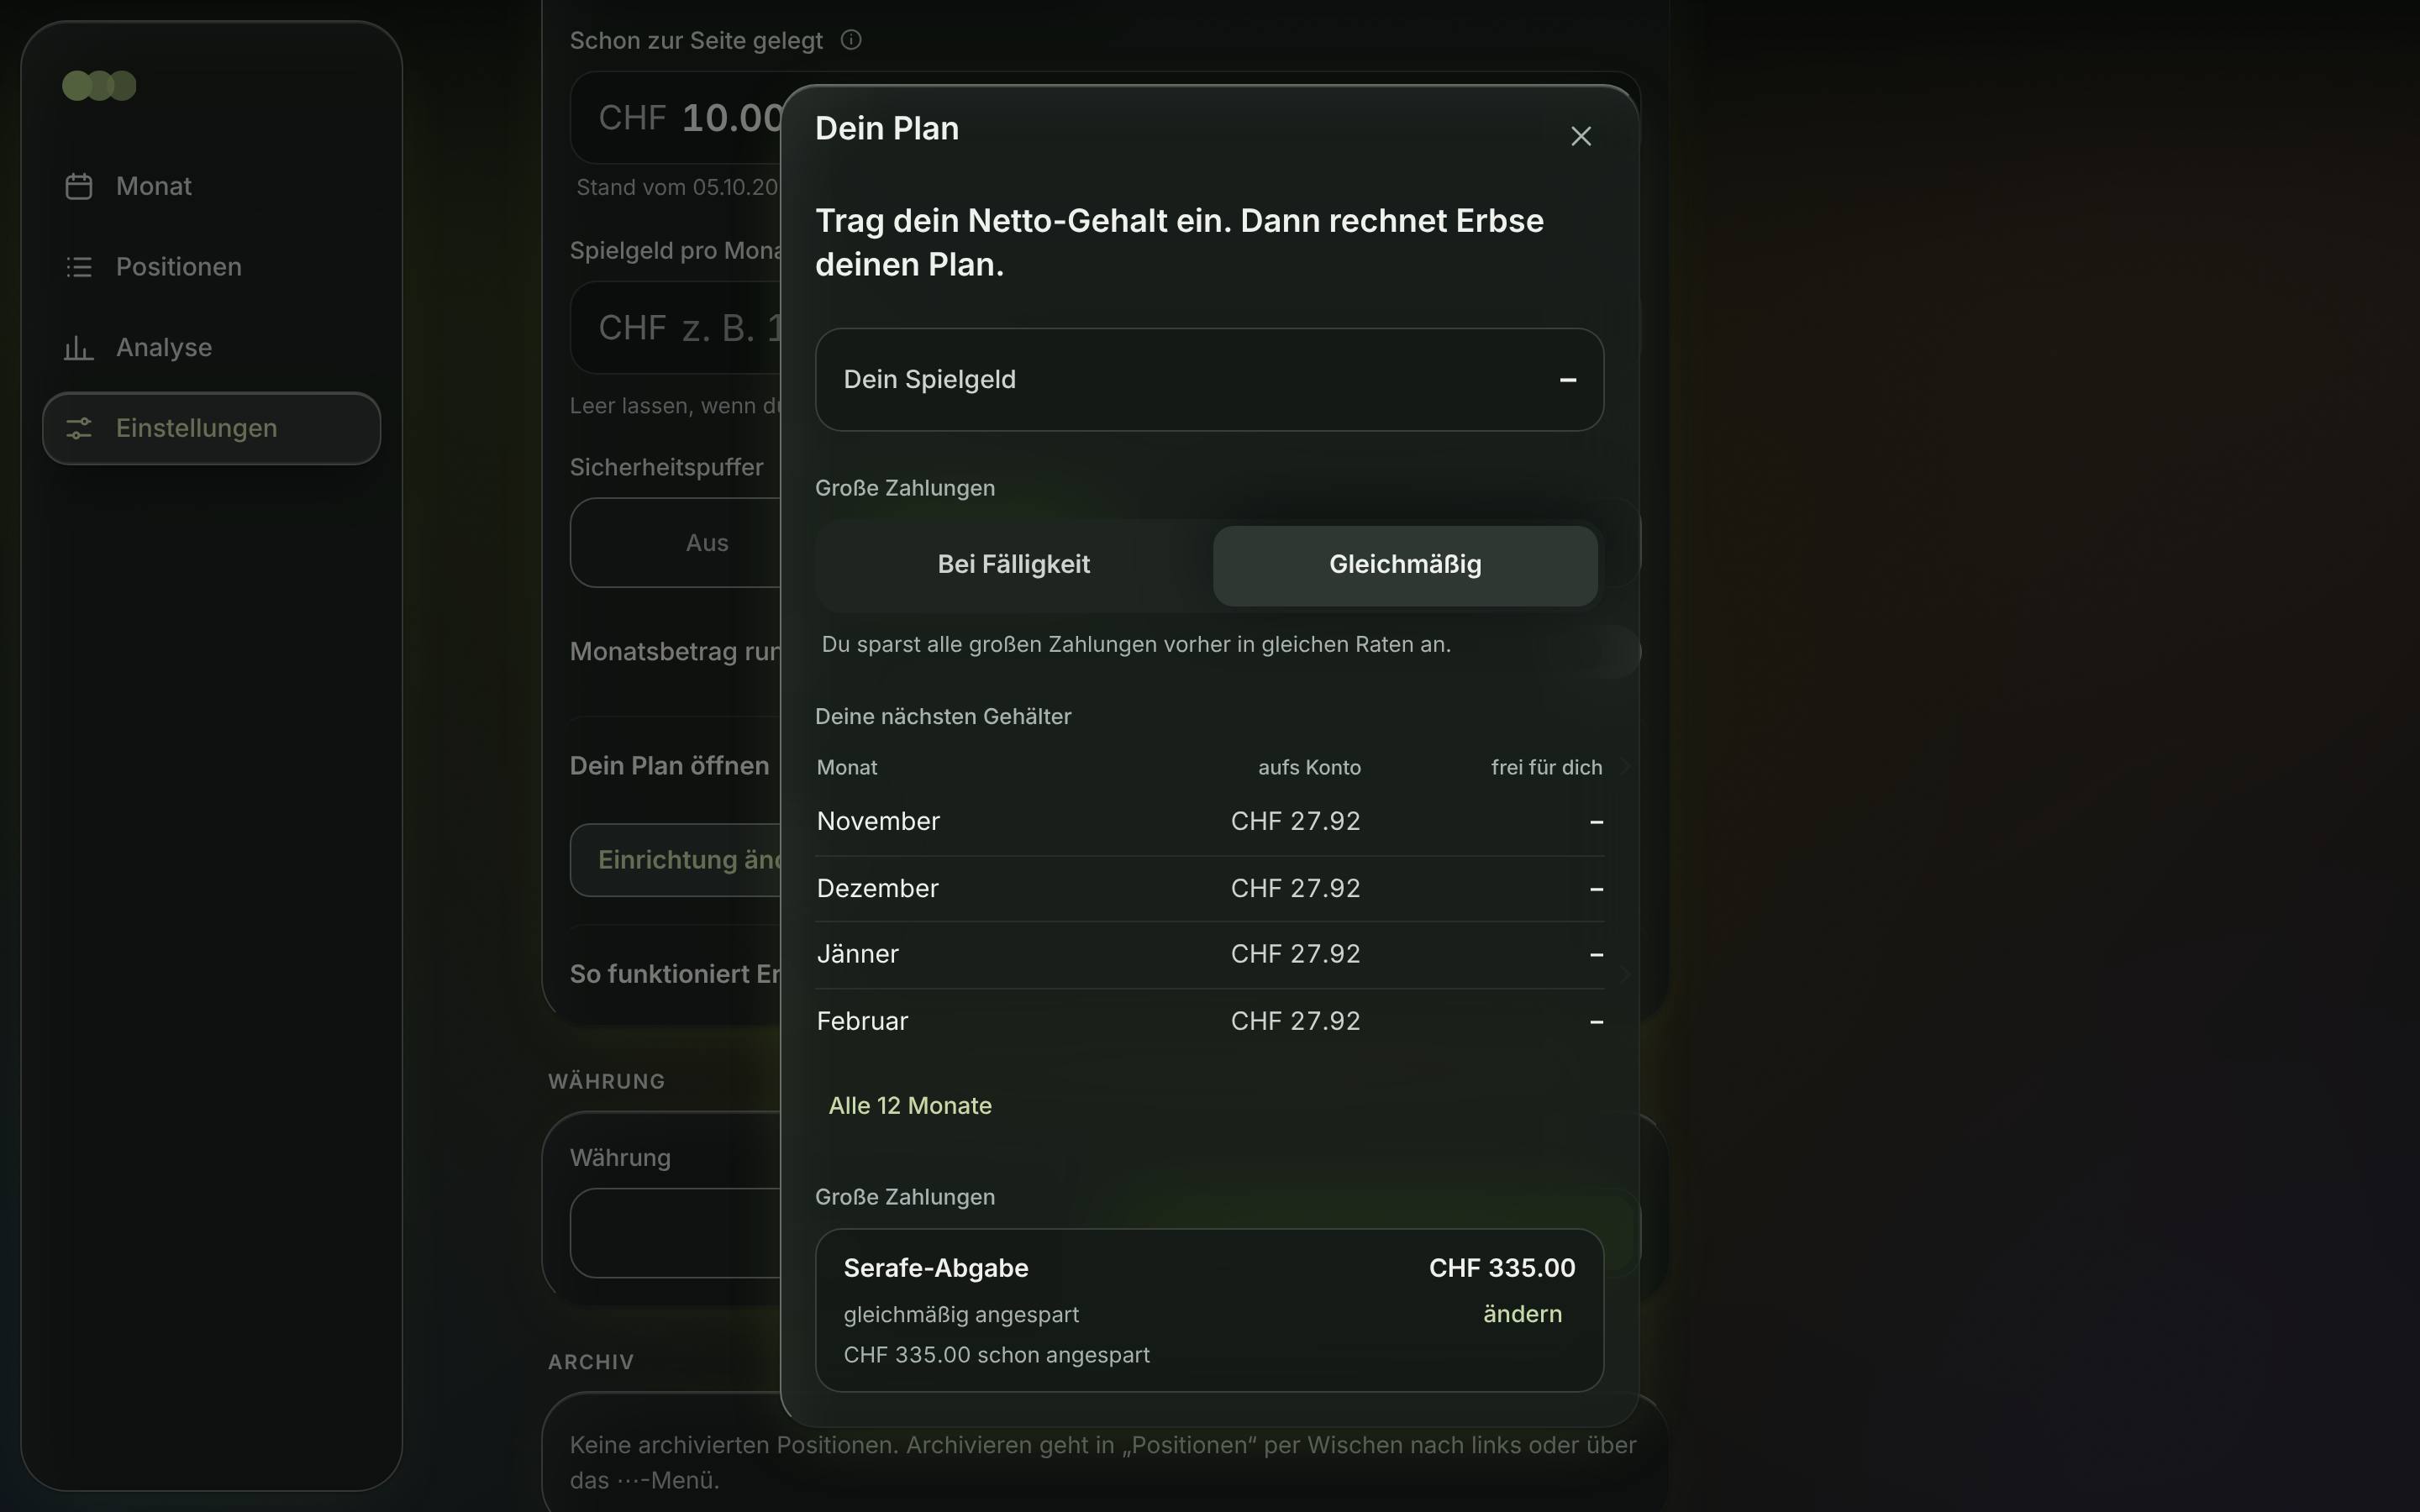 Monat
Positionen
Analyse
Einstellungen
Schon zur Seite gelegt
CHF 10.00
Stand vom 05.10.20
Spielgeld pro Mona
CHF z. B. 1
Leer lassen, wenn du
Sicherheitspuffer
Aus
Monatsbetrag run
Dein Plan öffnen
Einrichtung änd
So funktioniert Er
WÄHRUNG
Währung
ARCHIV
Keine archivierten Positionen. Archivieren geht in „Positionen“ per Wischen nach links oder über
das ···-Menü.
Dein Plan
Trag dein Netto-Gehalt ein. Dann rechnet Erbse
deinen Plan.
Dein Spielgeld –
Große Zahlungen
Bei Fälligkeit Gleichmäßig
Du sparst alle großen Zahlungen vorher in gleichen Raten an.
Deine nächsten Gehälter
Monat aufs Konto frei für dich
November CHF 27.92 –
Dezember CHF 27.92 –
Jänner CHF 27.92 –
Februar CHF 27.92 –
Alle 12 Monate
Große Zahlungen
Serafe-Abgabe CHF 335.00
gleichmäßig angespart ändern
CHF 335.00 schon angespart